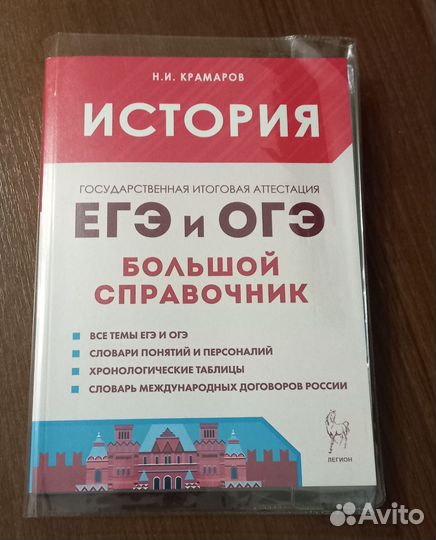 Н.И. КРАМАРОВ
ИСТОРИЯ
ГОСУДАРСТВЕННАЯ ИТОГОВАЯ АТТЕСТАЦИЯ
ЕГЭ и ОГЭ
БОЛЬШОЙ
СПРАВОЧНИК
ВСЕ ТЕМЫ ЕГЭ И ОГЭ
СЛОВАРИ ПОНЯТИЙ И ПЕРСОНАЛИЙ
ХРОНОЛОГИЧЕСКИЕ ТАБЛИЦЫ
СЛОВАРЬ МЕЖДУНАРОДНЫХ ДОГОВОРОВ РОССИИ
ЛЕГИОН
Avito